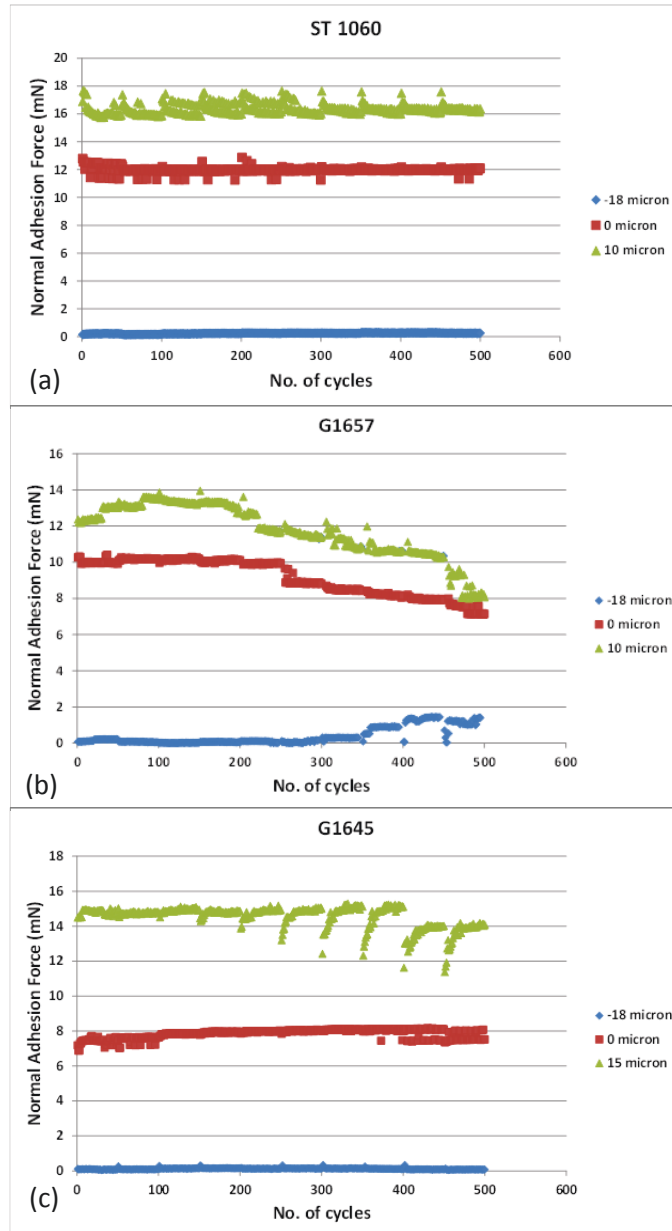 ST 1060
Normal Adhesion Force (mN)
20
18
16
14
12
10
8
6
4
2
0
0 100 200 300 400 500 600
No. of cycles
-18 micron
0 micron
10 micron
(a)
G1657
Normal Adhesion Force (mN)
16
14
12
10
8
6
4
2
0
0 100 200 300 400 500 600
No. of cycles
-18 micron
0 micron
10 micron
(b)
G1645
Normal Adhesion Force (mN)
18
16
14
12
10
8
6
4
2
0
0 100 200 300 400 500 600
No. of cycles
-18 micron
0 micron
15 micron
(c)